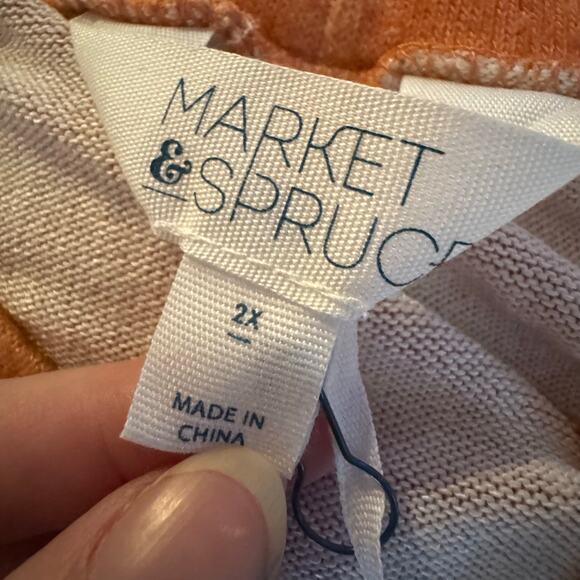 MARKET
& SPRUCE
2X
MADE IN
CHINA